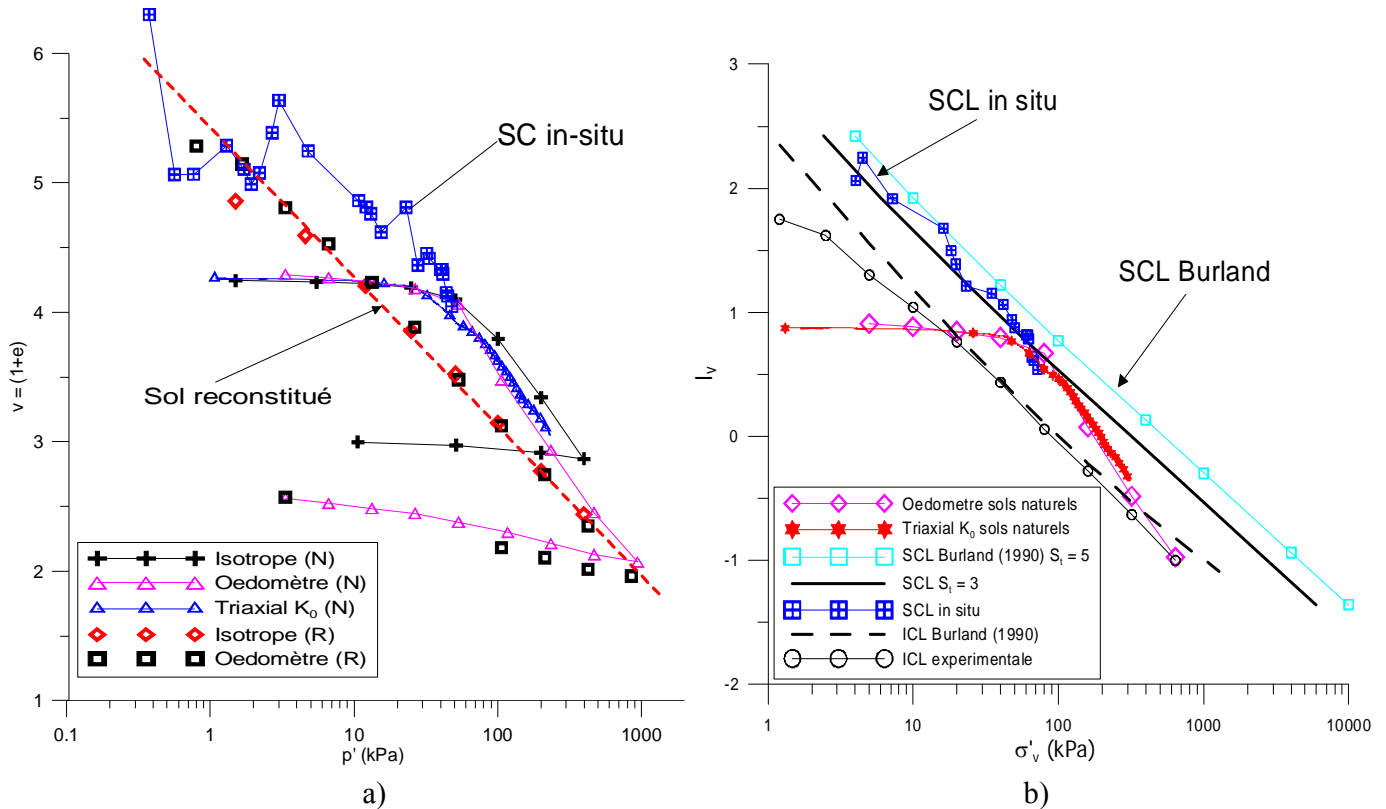 6
5
4
3
2
1
v = (1+e)
SC in-situ
Sol reconstitué
Isotrope (N)
Oedomètre (N)
Triaxial K0 (N)
Isotrope (R)
Oedomètre (R)
0.1
1
10
100
1000
p' (kPa)
a)
3
2
1
0
-1
-2
Iv
SCL in situ
SCL Burland
Oedometre sols naturels
Triaxial K0 sols naturels
SCL Burland (1990) St = 5
SCL St = 3
SCL in situ
ICL Burland (1990)
ICL experimentale
1
10
100
1000
10000
σ'v (kPa)
b)